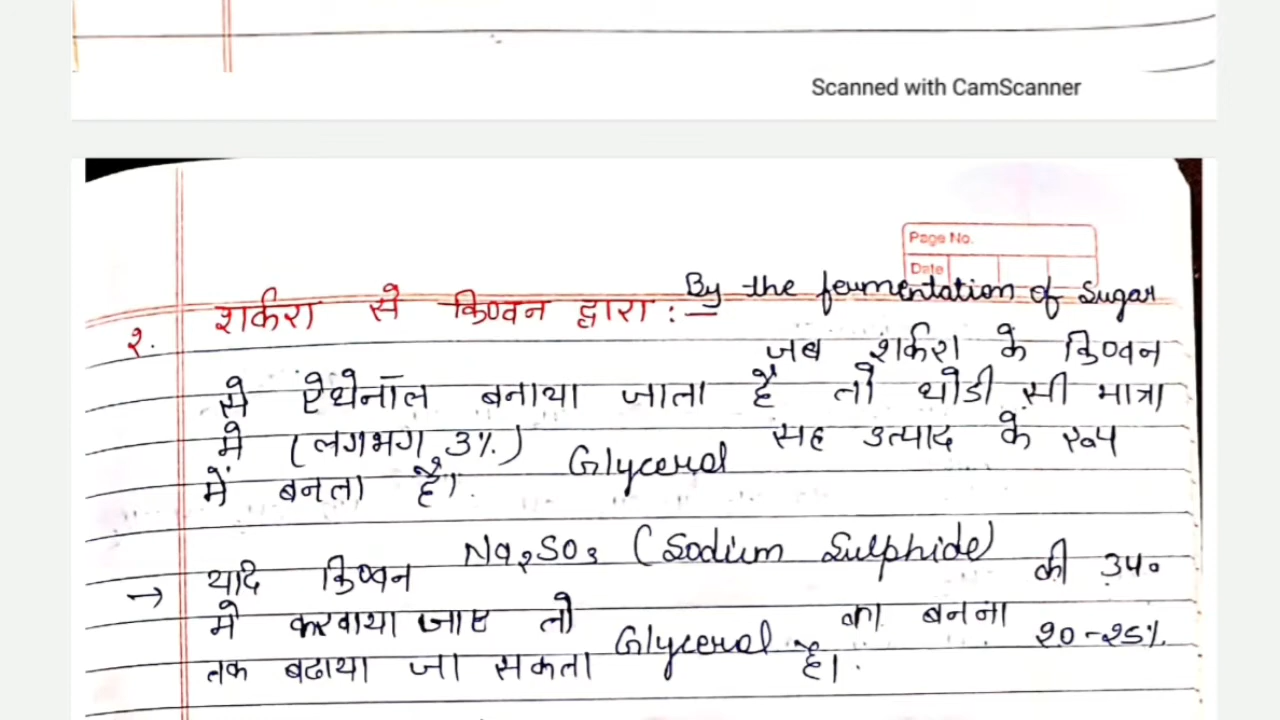 Scanned with CamScanner
Page No.
Date
२. शर्करा से किण्वन द्वारा :- By the fermentation of Sugar
जब शर्करा के किण्वन
से ऐथेनॉल बनाया जाता है तो थोडी सी मात्रा
मे (लगभग 3%) Glycerol सह उत्पाद के रूप
में बनता है।
→ यदि किण्वन Na2SO3 (Sodium Sulphide) की उप०
मे करवाया जाए तो Glycerol का बनना 20-25%
तक बढाया जा सकता है।